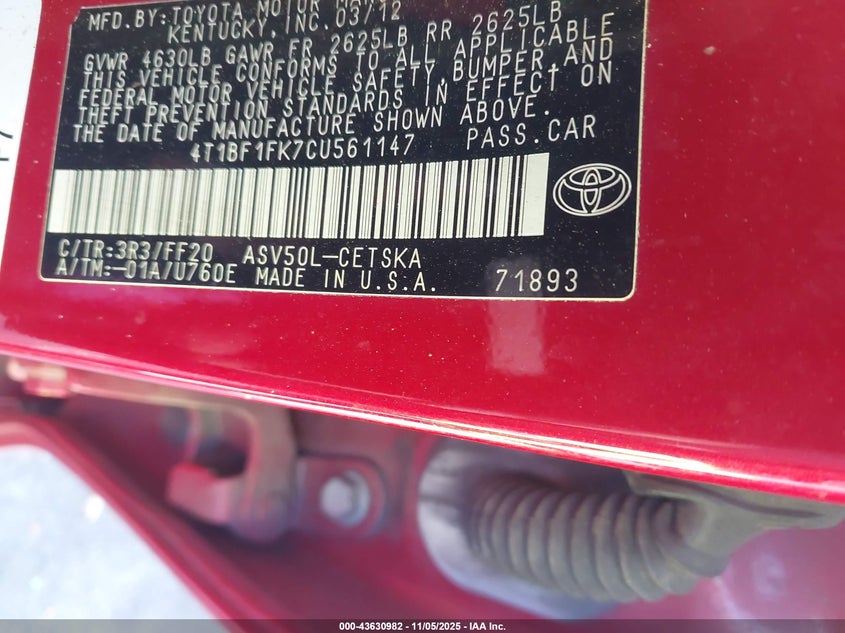 MFD. BY: TOYOTA MOTOR
KENTUCKY, INC. 03/12
GVWR 4630LB GAWR FR 2625LB RR 2625LB
THIS VEHICLE CONFORMS TO ALL APPLICABLE
FEDERAL MOTOR VEHICLE SAFETY, BUMPER, AND
THEFT PREVENTION STANDARDS IN EFFECT ON
THE DATE OF MANUFACTURE SHOWN ABOVE.
4T1BF1FK7CU561147 PASS. CAR
C/TR: 3R3/FF20 ASV50L-CETSKA
A/TM: -01A/U760E MADE IN U.S.A. 71893
000-43630982 - 11/05/2025 - IAA Inc.